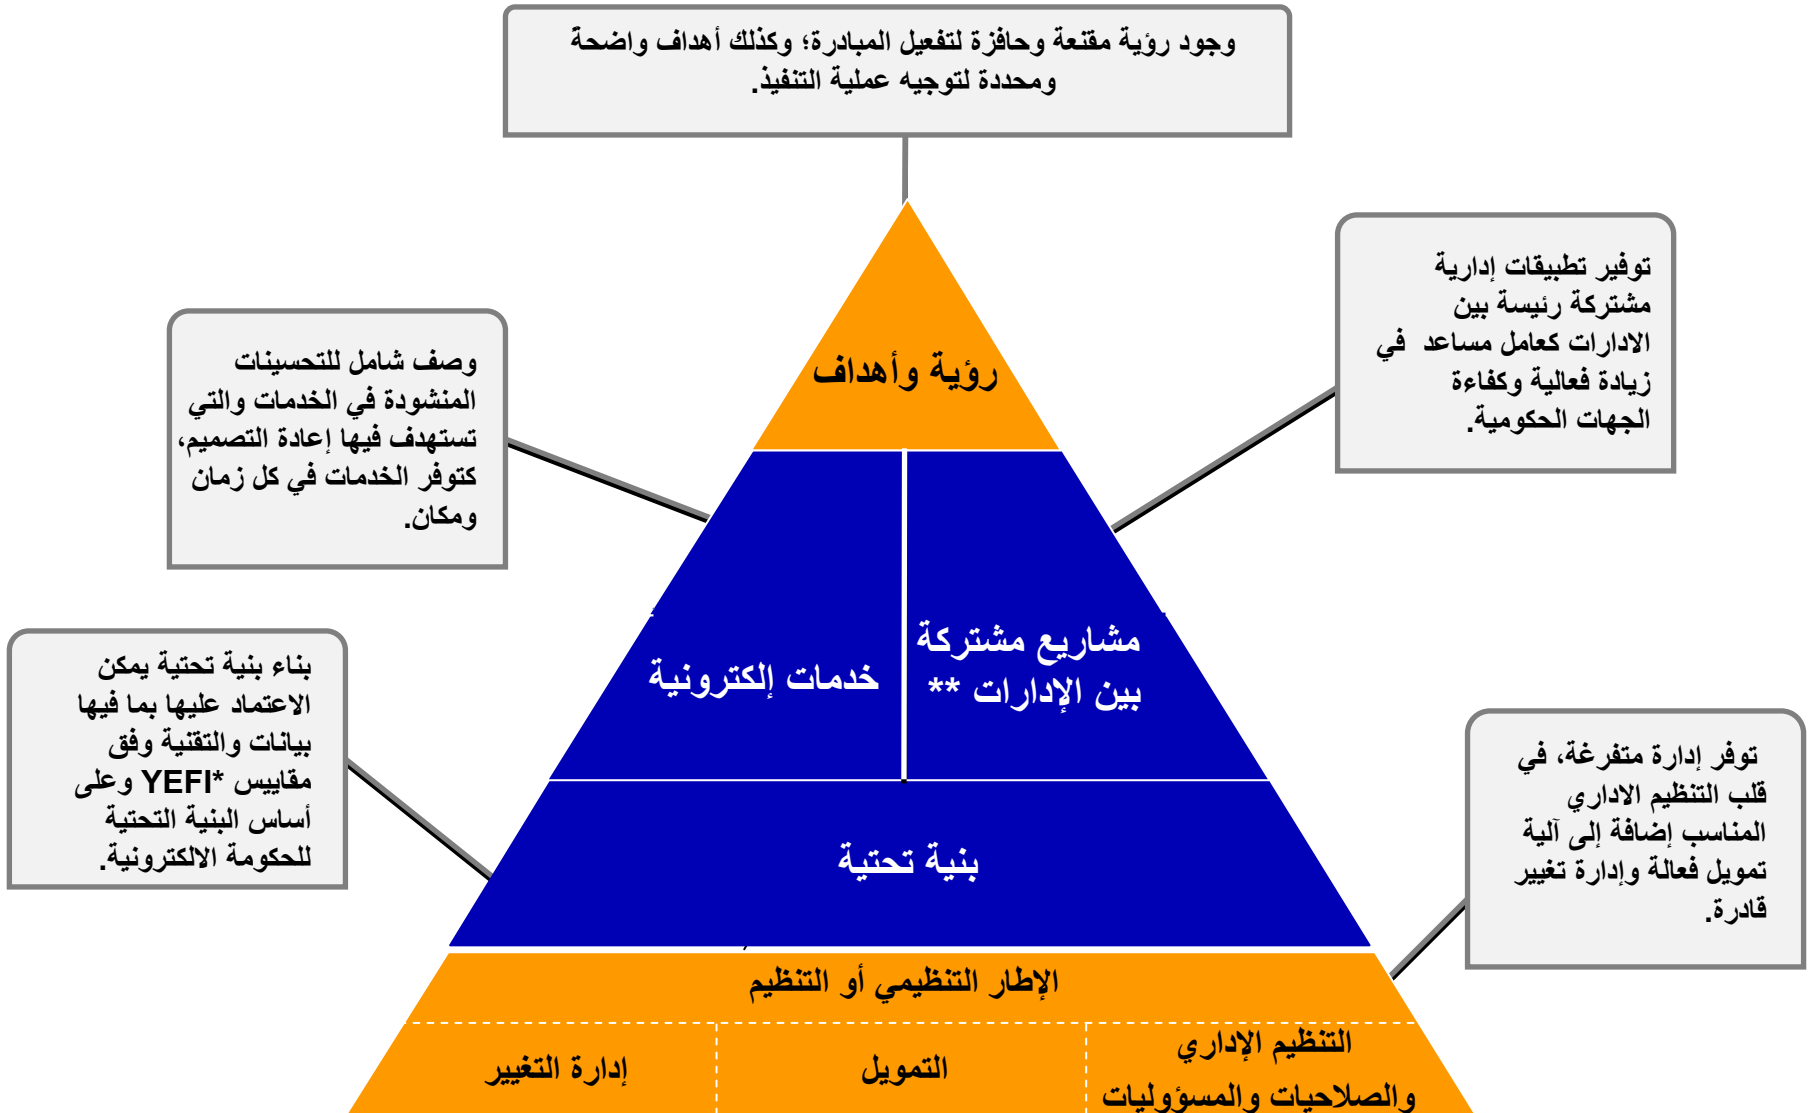 وجود رؤية مقنعة وحافزة لتفعيل المبادرة؛ وكذلك أهداف واضحة
ومحددة لتوجيه عملية التنفيذ.
توفير تطبيقات إدارية
مشتركة رئيسة بين
الادارات كعامل مساعد في
زيادة فعالية وكفاءة
الجهات الحكومية.
وصف شامل للتحسينات
المنشودة في الخدمات والتي
تستهدف فيها إعادة التصميم،
كتوفر الخدمات في كل زمان
ومكان.
رؤية وأهداف
مشاريع مشتركة
بين الإدارات **
خدمات إلكترونية
بناء بنية تحتية يمكن
الاعتماد عليها بما فيها
بيانات والتقنية وفق
مقاييس YEFI* وعلى
أساس البنية التحتية
للحكومة الالكترونية.
توفر إدارة متفرغة، في
قلب التنظيم الاداري
المناسب إضافة إلى آلية
تمويل فعالة وإدارة تغيير
قادرة.
بنية تحتية
الإطار التنظيمي أو التنظيم
التنظيم الإداري
والصلاحيات والمسؤوليات
التمويل
إدارة التغيير